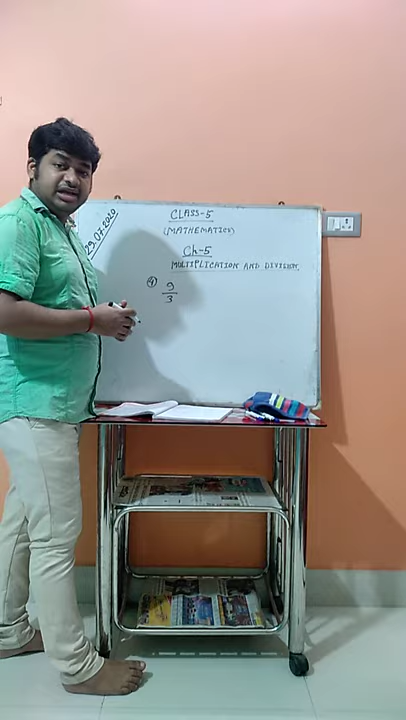 29.07.2020
CLASS-5
(MATHEMATICS)
Ch-5
MULTIPLICATION AND DIVISION
9
3